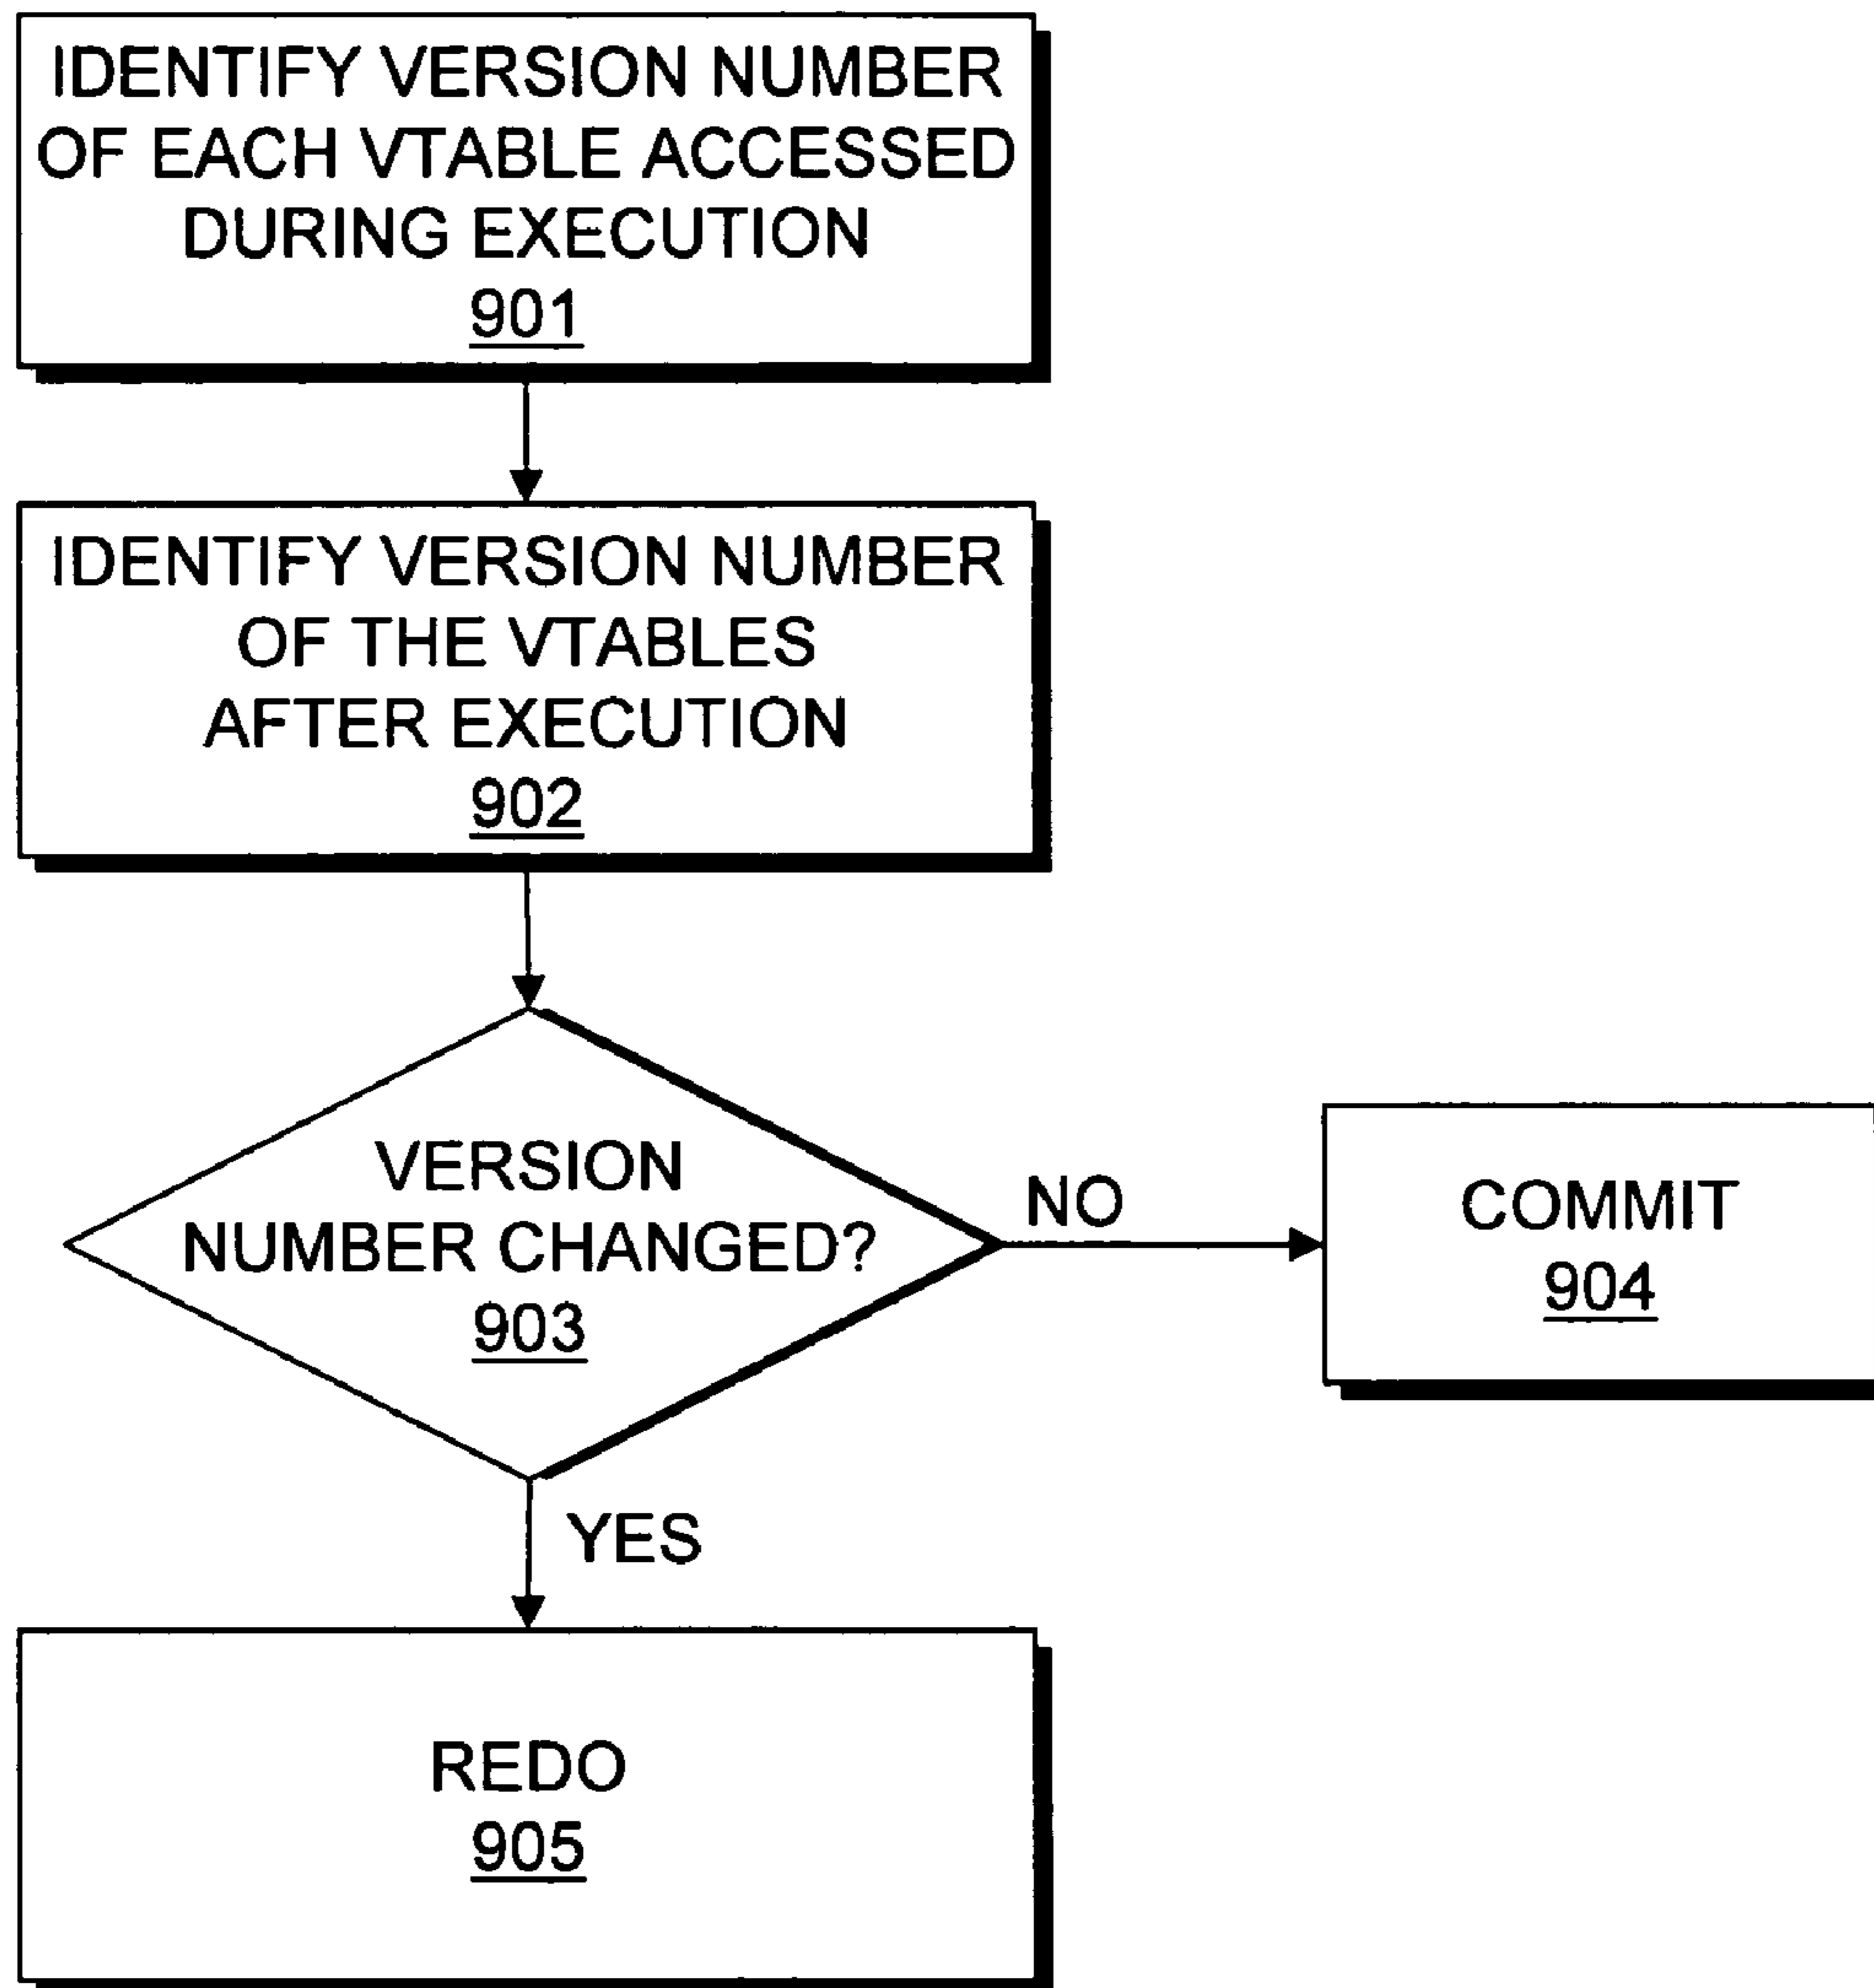 IDENTIFY VERSION NUMBER
OF EACH VTABLE ACCESSED
DURING EXECUTION
901
IDENTIFY VERSION NUMBER
OF THE VTABLES
AFTER EXECUTION
902
VERSION
NUMBER CHANGED?
903
NO
COMMIT
904
YES
REDO
905